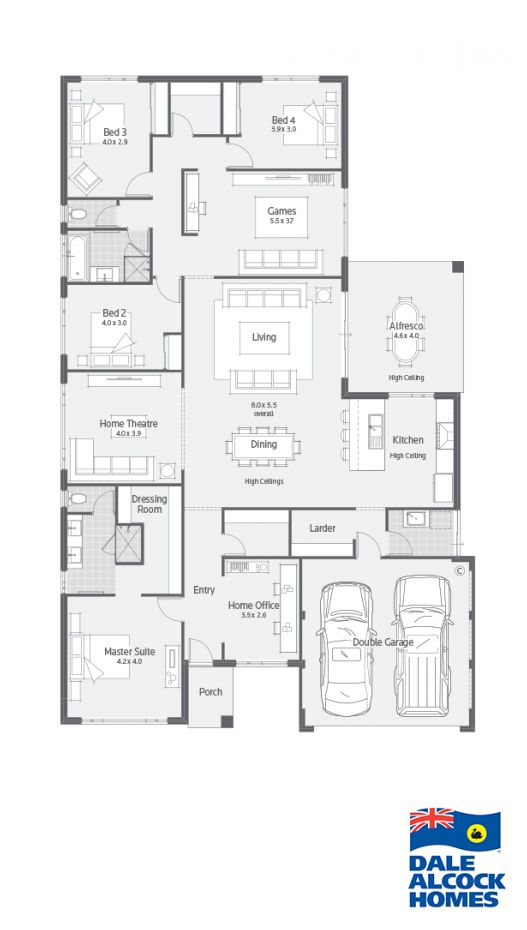 Bed 3
4.0 x 2.9
Bed 4
3.9 x 3.0
Games
5.5 x 3.7
Bed 2
4.0 x 3.0
Living
Alfresco
4.6 x 4.0
High Ceiling
Home Theatre
4.0 x 3.9
8.0 x 5.5
overall
Dining
High Ceilings
Kitchen
High Ceiling
Dressing
Room
Larder
Entry
Home Office
3.5 x 2.6
Master Suite
4.2 x 4.0
Double Garage
C
Porch
DALE
ALCOCK
HOMES